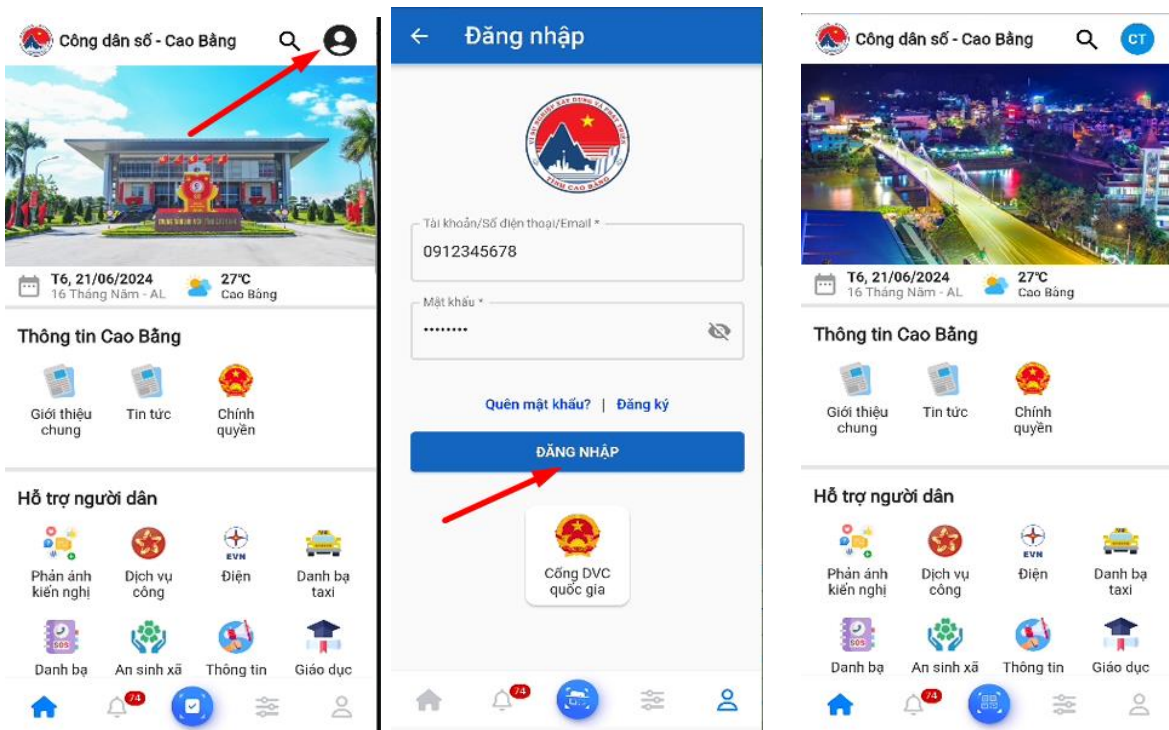 Công dân số - Cao Bằng
T6, 21/06/2024
16 Tháng Năm - AL
27°C
Cao Bằng
Thông tin Cao Bằng
Giới thiệu
chung
Tin tức
Chính
quyền
Hỗ trợ người dân
EVN
Phản ánh
kiến nghị
Dịch vụ
công
Điện
Danh bạ
taxi
SOS
Danh bạ
An sinh xã
Thông tin
Giáo dục
74
Đăng nhập
TỈNH CAO BẰNG
Tài khoản/Số điện thoại/Email *
0912345678
Mật khẩu *
••••••••
Quên mật khẩu? | Đăng ký
ĐĂNG NHẬP
Cổng DVC
quốc gia
74
Công dân số - Cao Bằng
CT
T6, 21/06/2024
16 Tháng Năm - AL
27°C
Cao Bằng
Thông tin Cao Bằng
Giới thiệu
chung
Tin tức
Chính
quyền
Hỗ trợ người dân
EVN
Phản ánh
kiến nghị
Dịch vụ
công
Điện
Danh bạ
taxi
SOS
Danh bạ
An sinh xã
Thông tin
Giáo dục
74